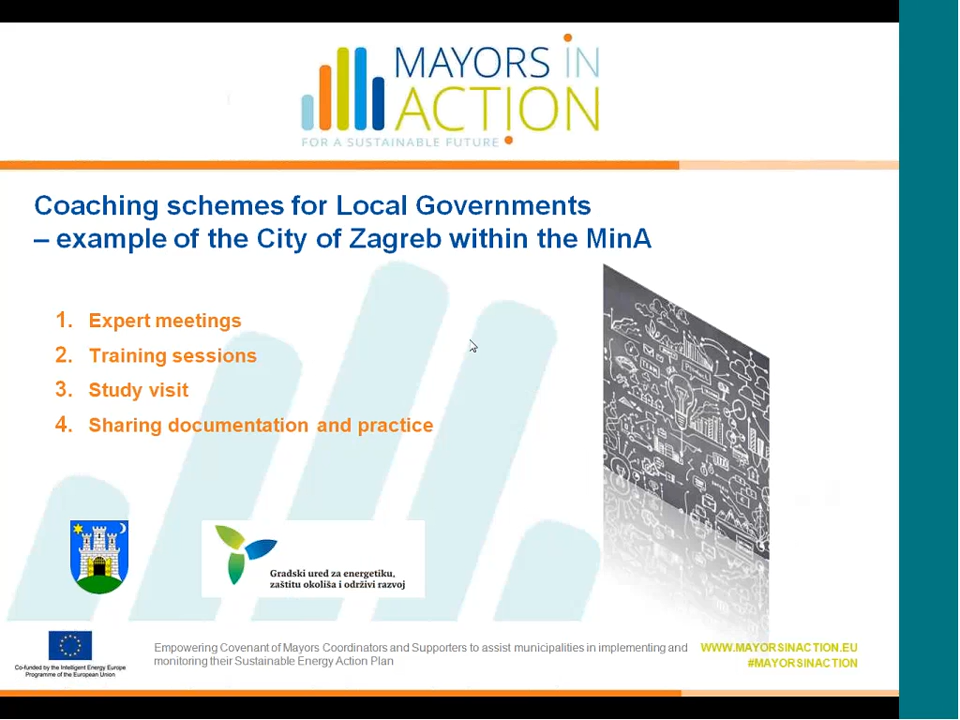 MAYORS IN
ACTION
FOR A SUSTAINABLE FUTURE
Coaching schemes for Local Governments
– example of the City of Zagreb within the MinA
1. Expert meetings
2. Training sessions
3. Study visit
4. Sharing documentation and practice
Gradski ured za energetiku,
zaštitu okoliša i održivi razvoj
Co-funded by the Intelligent Energy Europe
Programme of the European Union
Empowering Covenant of Mayors Coordinators and Supporters to assist municipalities in implementing and
monitoring their Sustainable Energy Action Plan
WWW.MAYORSINACTION.EU
#MAYORSINACTION